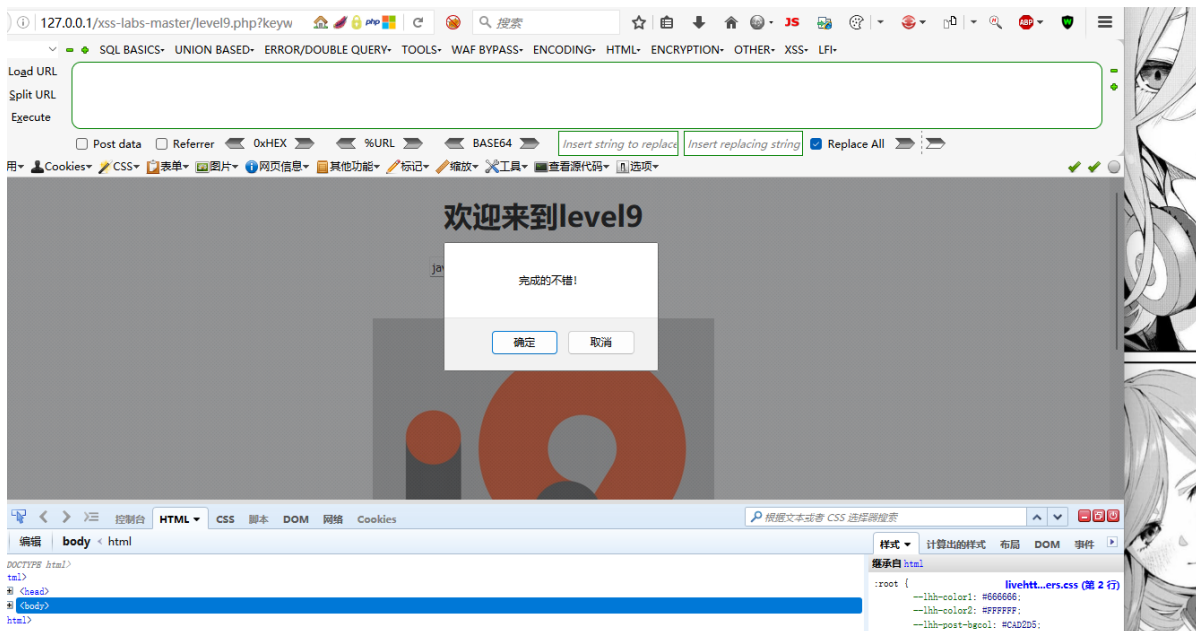 127.0.0.1/xss-labs-master/level9.php?keyw php 搜索 JS ABP
SQL BASICS UNION BASED ERROR/DOUBLE QUERY TOOLS WAF BYPASS ENCODING HTML ENCRYPTION OTHER XSS LFI
Load URL
Split URL
Execute
Post data Referrer 0xHEX %URL BASE64 Insert string to replace Insert replacing string Replace All
用 Cookies CSS 表单 图片 网页信息 其他功能 标记 缩放 工具 查看源代码 选项
欢迎来到level9
jav
完成的不错!
确定 取消
控制台 HTML CSS 脚本 DOM 网络 Cookies 根据文本或者 CSS 选择器搜索
编辑 body < html 样式 计算出的样式 布局 DOM 事件
DOCTYPE html> 继承自 html
tml> :root { livehtt...ers.css (第 2 行)
<head> --lhh-color1: #666666;
<body> --lhh-color2: #FFFFFF;
html> --lhh-post-bgcol: #CAD2D5;